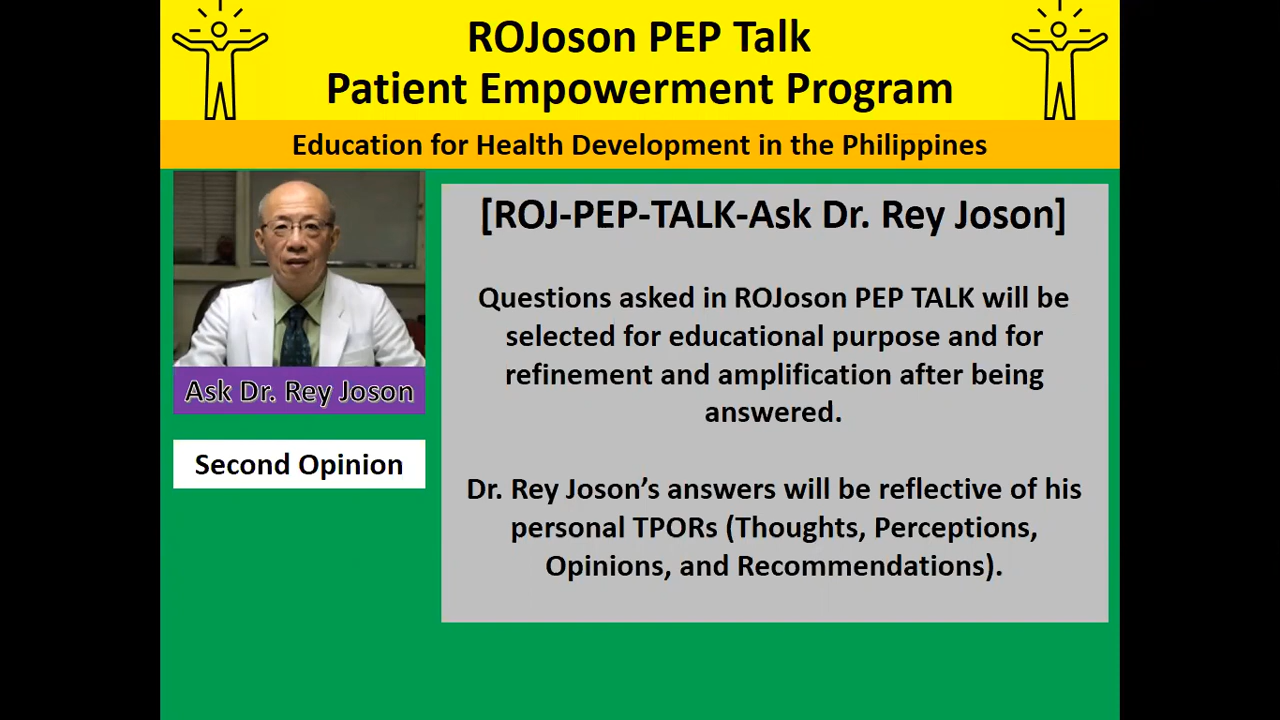 ROJoson PEP Talk
Patient Empowerment Program
Education for Health Development in the Philippines
Ask Dr. Rey Joson
Second Opinion
[ROJ-PEP-TALK-Ask Dr. Rey Joson]
Questions asked in ROJoson PEP TALK will be
selected for educational purpose and for
refinement and amplification after being
answered.
Dr. Rey Joson’s answers will be reflective of his
personal TPORs (Thoughts, Perceptions,
Opinions, and Recommendations).